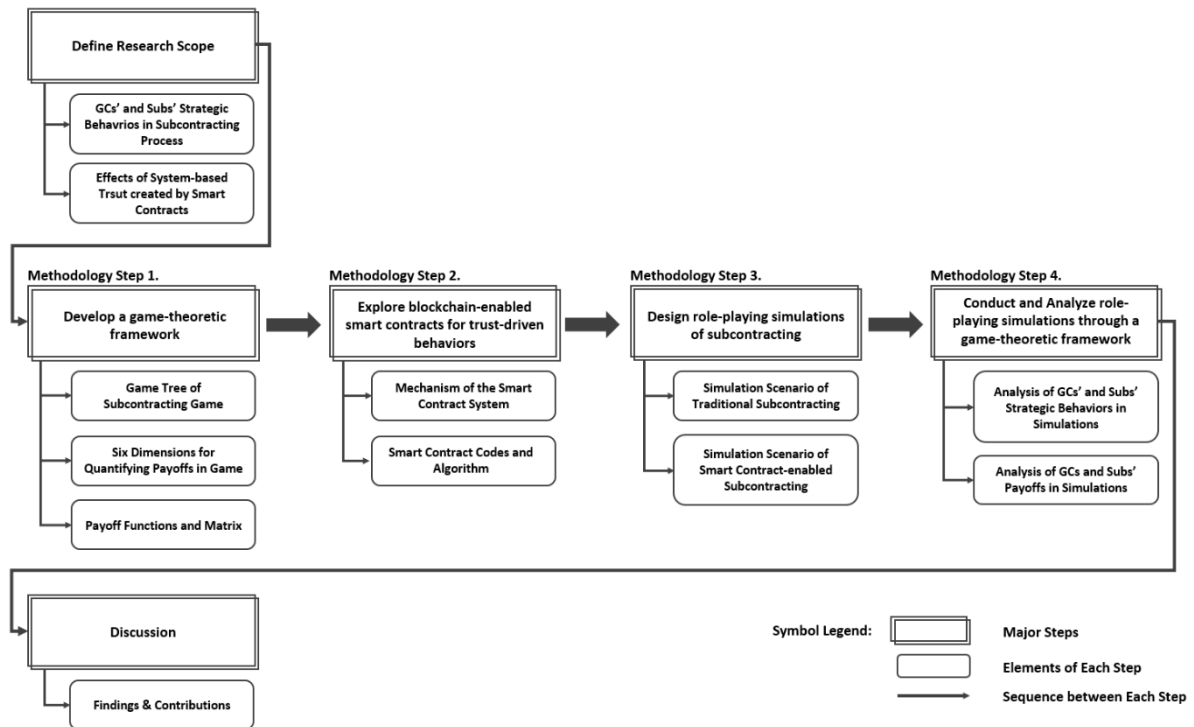 Define Research Scope
GCs' and Subs' Strategic
Behavrios in Subcontracting
Process
Effects of System-based
Trsut created by Smart
Contracts
Methodology Step 1.
Develop a game-theoretic
framework
Game Tree of
Subcontracting Game
Six Dimensions for
Quantifying Payoffs in Game
Payoff Functions and Matrix
Methodology Step 2.
Explore blockchain-enabled
smart contracts for trust-driven
behaviors
Mechanism of the Smart
Contract System
Smart Contract Codes and
Algorithm
Methodology Step 3.
Design role-playing simulations
of subcontracting
Simulation Scenario of
Traditional Subcontracting
Simulation Scenario of
Smart Contract-enabled
Subcontracting
Methodology Step 4.
Conduct and Analyze role-
playing simulations through a
game-theoretic framework
Analysis of GCs' and Subs'
Strategic Behaviors in
Simulations
Analysis of GCs and Subs'
Payoffs in Simulations
Discussion
Findings & Contributions
Symbol Legend:
Major Steps
Elements of Each Step
Sequence between Each Step